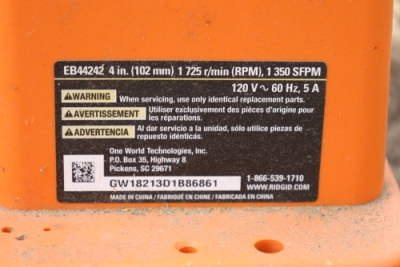 EB44242 4 in. (102 mm) 1 725 r/min (RPM), 1 350 SFPM
120 V ~ 60 Hz, 5 A
WARNING When servicing, use only identical replacement parts.
AVERTISSEMENT Utiliser exclusivement des pièces d'origine pour les réparations.
ADVERTENCIA Al dar servicio a la unidad, sólo utilice piezas de repuesto idénticas.
One World Technologies, Inc.
P.O. Box 35, Highway 8
Pickens, SC 29671
1-866-539-1710
GW18213D1B86861
WWW.RIDGID.COM
MADE IN CHINA / FABRIQUÉ EN CHINE / HECHO EN CHINA